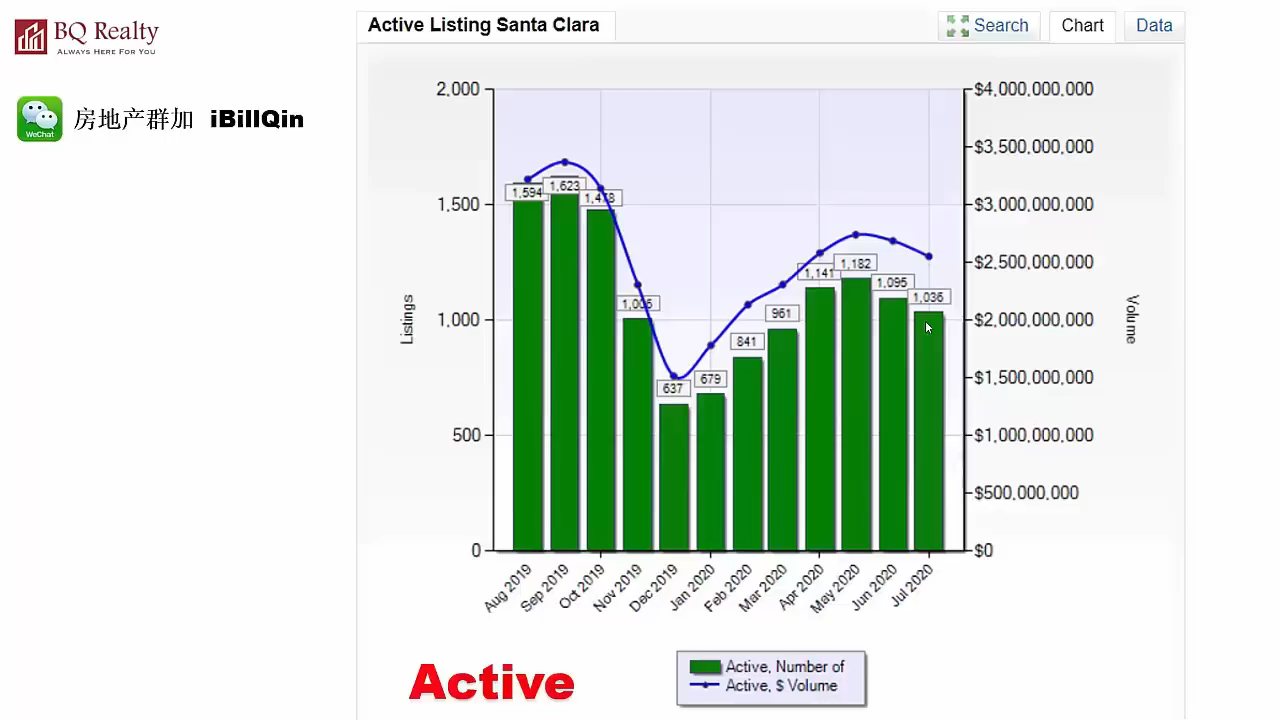 BQ Realty
ALWAYS HERE FOR YOU
WeChat
房地产群加 iBillQin
Active Listing Santa Clara
Search
Chart
Data
2,000
1,500
1,000
500
0
Listings
$4,000,000,000
$3,500,000,000
$3,000,000,000
$2,500,000,000
$2,000,000,000
$1,500,000,000
$1,000,000,000
$500,000,000
$0
Volume
1,594
1,623
1,478
1,005
637
679
841
961
1,141
1,182
1,095
1,036
Aug 2019
Sep 2019
Oct 2019
Nov 2019
Dec 2019
Jan 2020
Feb 2020
Mar 2020
Apr 2020
May 2020
Jun 2020
Jul 2020
Active
Active, Number of
Active, $ Volume